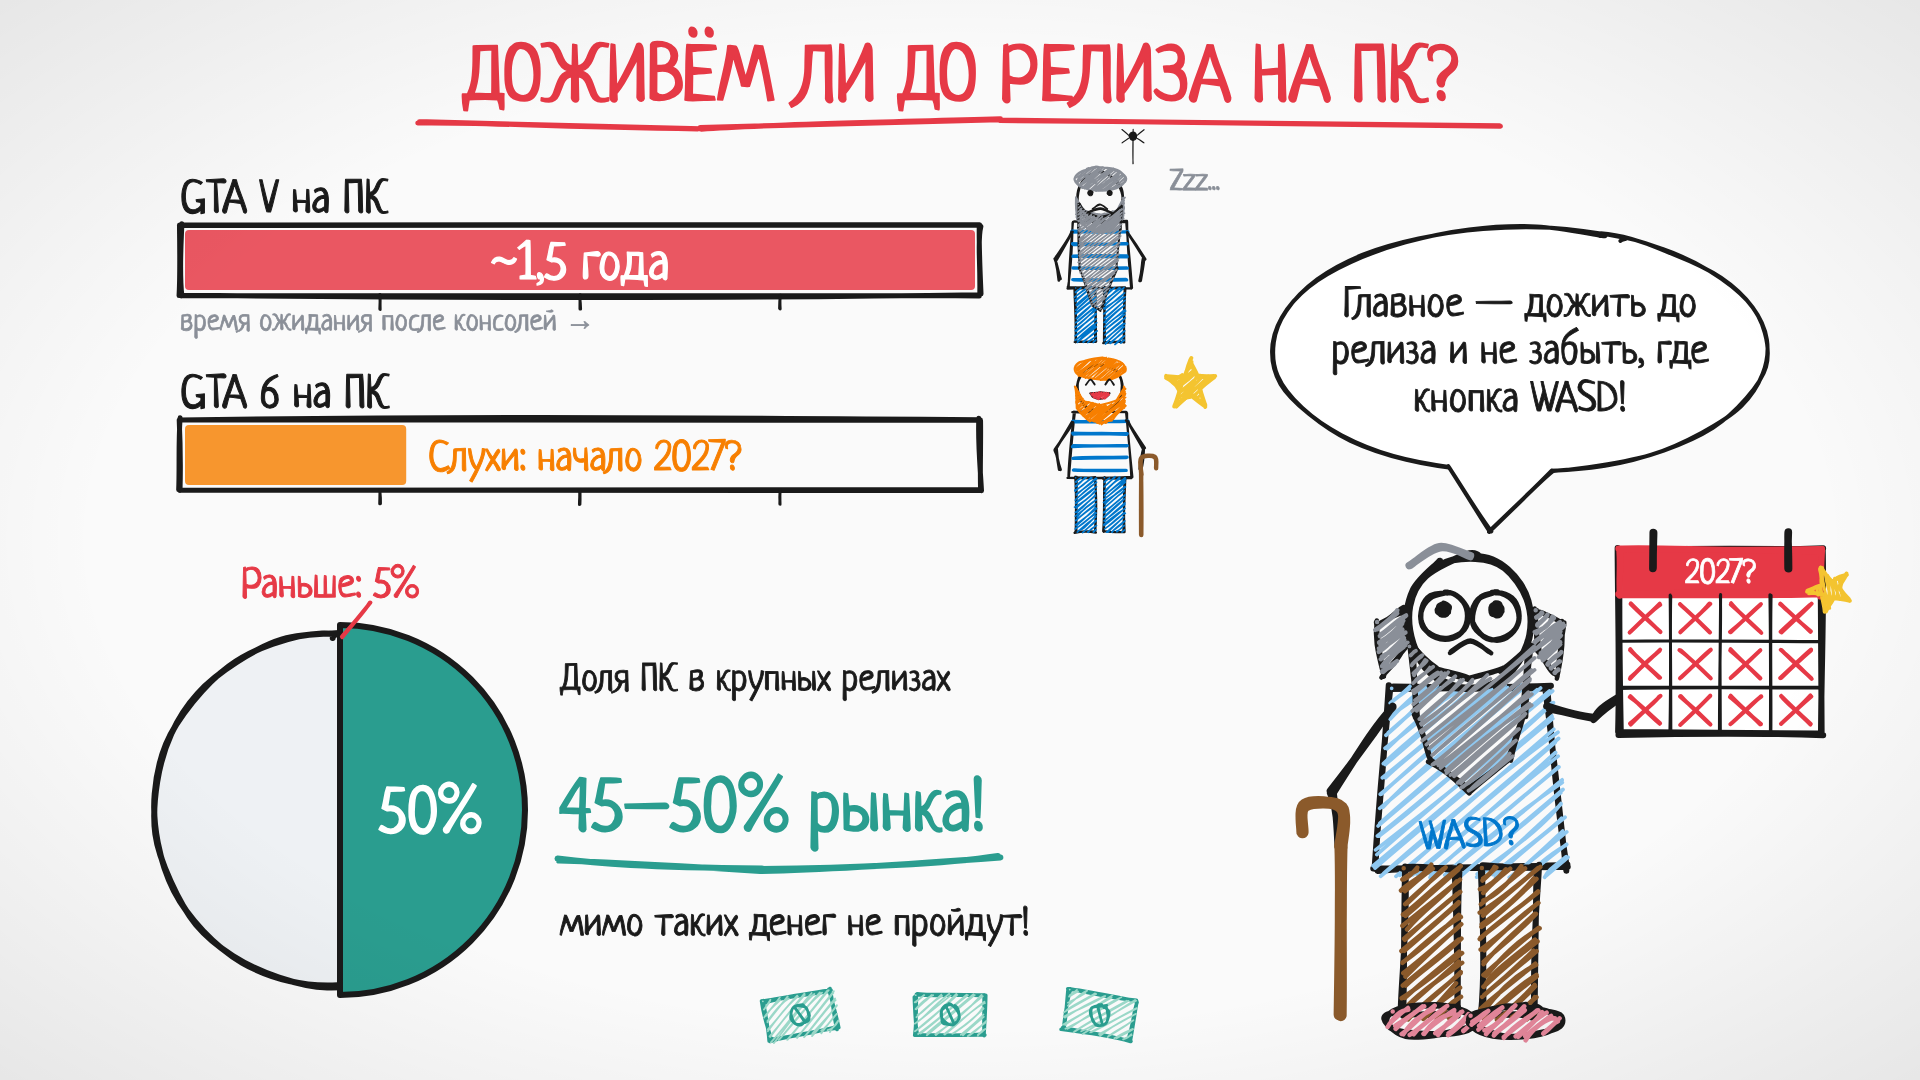 ДОЖИВЁМ ЛИ ДО РЕЛИЗА НА ПК?
GTA V на ПК
~1,5 года
время ожидания после консолей →
Zzz...
GTA 6 на ПК
Слухи: начало 2027?
Главное — дожить до
релиза и не забыть, где
кнопка WASD!
2027?
WASD?
Раньше: 5%
50%
Доля ПК в крупных релизах
45–50% рынка!
мимо таких денег не пройдут!